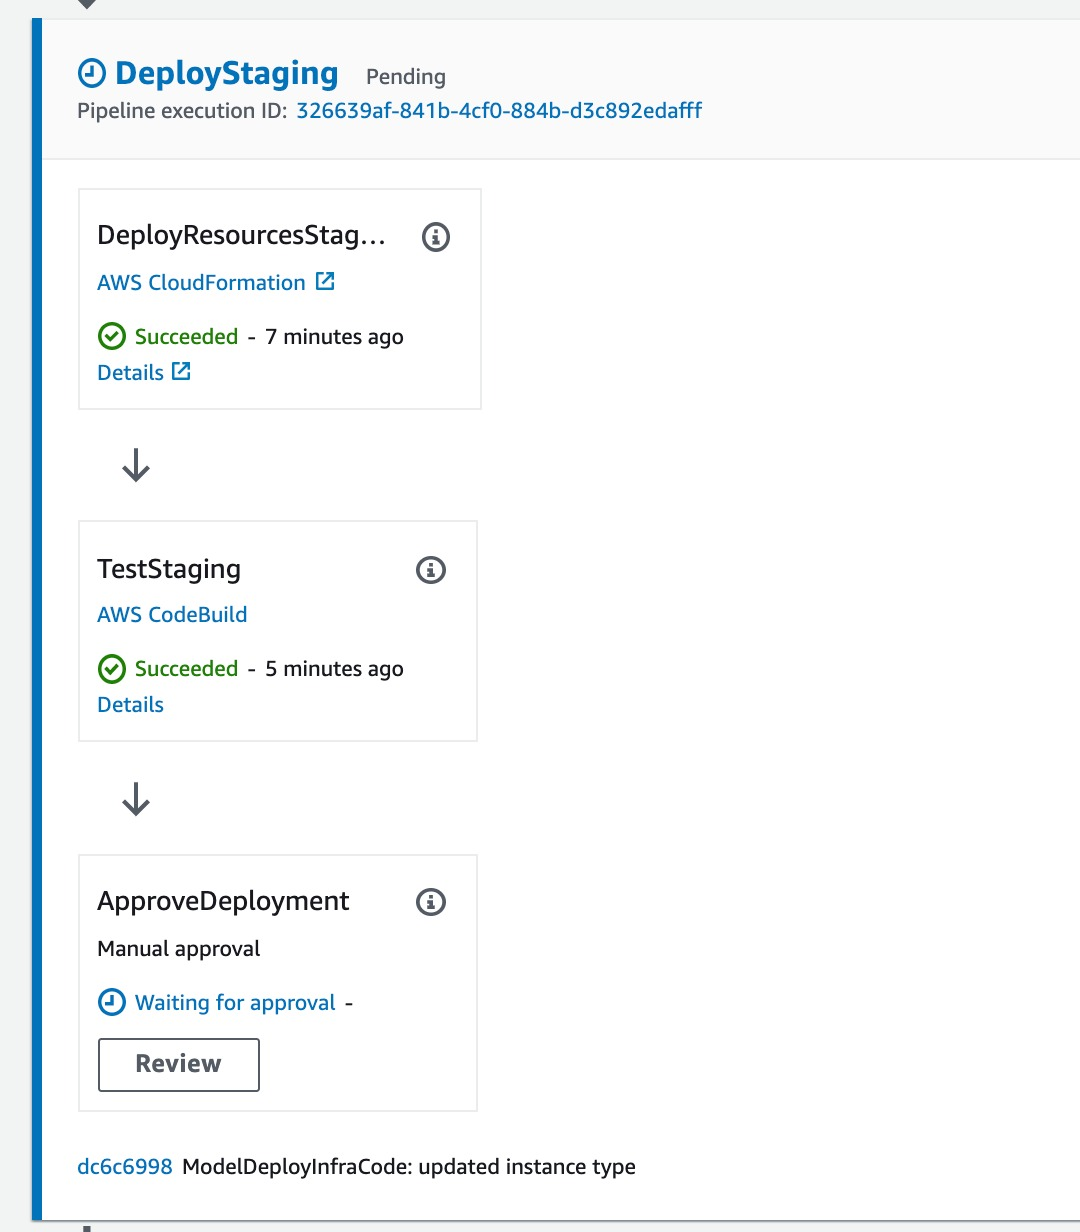 DeployStaging Pending
Pipeline execution ID: 326639af-841b-4cf0-884b-d3c892edafff
DeployResourcesStag...
AWS CloudFormation
Succeeded - 7 minutes ago
Details
TestStaging
AWS CodeBuild
Succeeded - 5 minutes ago
Details
ApproveDeployment
Manual approval
Waiting for approval -
Review
dc6c6998 ModelDeployInfraCode: updated instance type